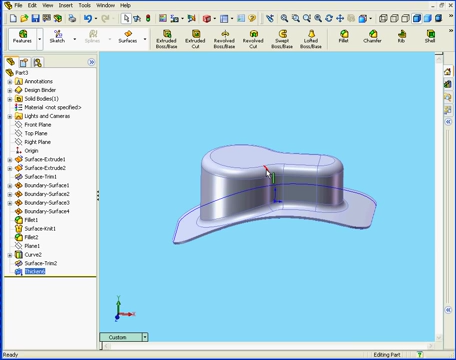 File Edit View Insert Tools Window Help
Features Sketch Splines Surfaces Extruded Boss/Base Extruded Cut Revolved Boss/Base Revolved Cut Swept Boss/Base Lofted Boss/Base Fillet Chamfer Rib Shell
Part3
Annotations
Design Binder
Solid Bodies(1)
Material <not specified>
Lights and Cameras
Front Plane
Top Plane
Right Plane
Origin
Surface-Extrude1
Surface-Extrude2
Surface-Trim1
Boundary-Surface1
Boundary-Surface2
Boundary-Surface3
Boundary-Surface4
Fillet1
Surface-Knit1
Fillet2
Plane1
Curve2
Surface-Trim2
Custom
Ready
Editing Part